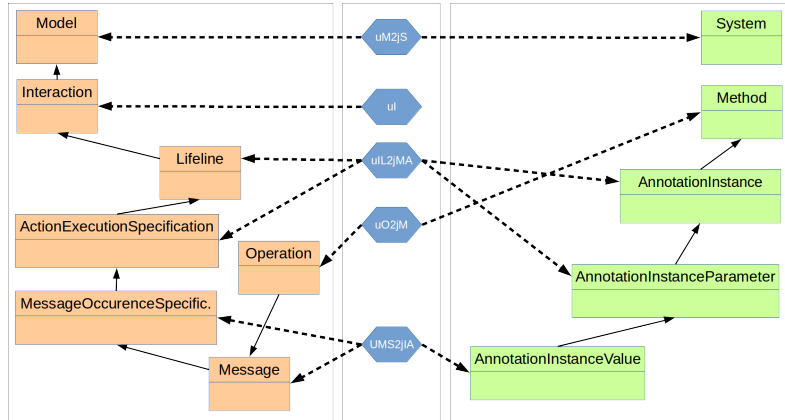 Model
uM2jS
System
Interaction
uI
Method
Lifeline
uIL2jMA
AnnotationInstance
ActionExecutionSpecification
uO2jM
Operation
AnnotationInstanceParameter
MessageOccurenceSpecific.
UMS2jIA
AnnotationInstanceValue
Message